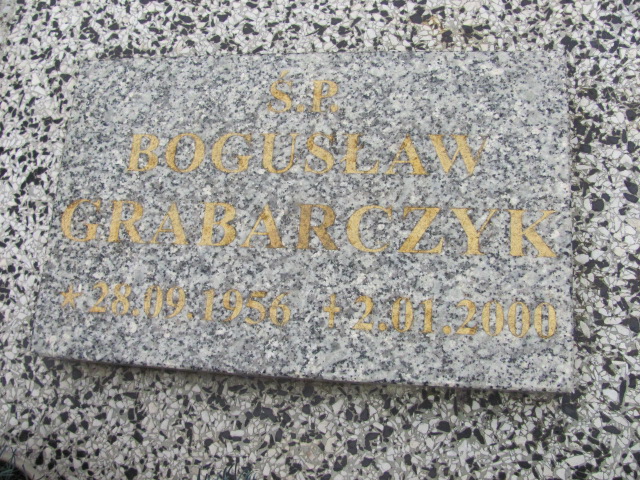 Ś.P.
BOGUSŁAW
GRABARCZYK
* 28.09.1956 † 2.01.2000